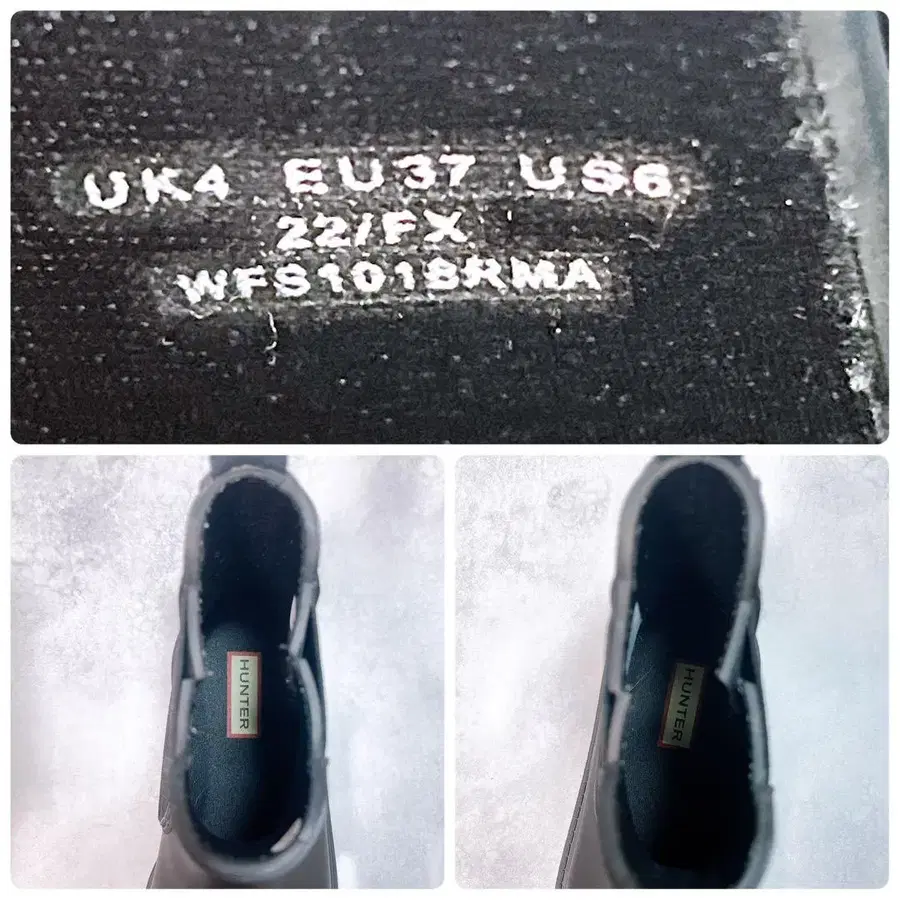 UK4 EU37 US6
22/FX
WFS1018RMA
HUNTER
HUNTER